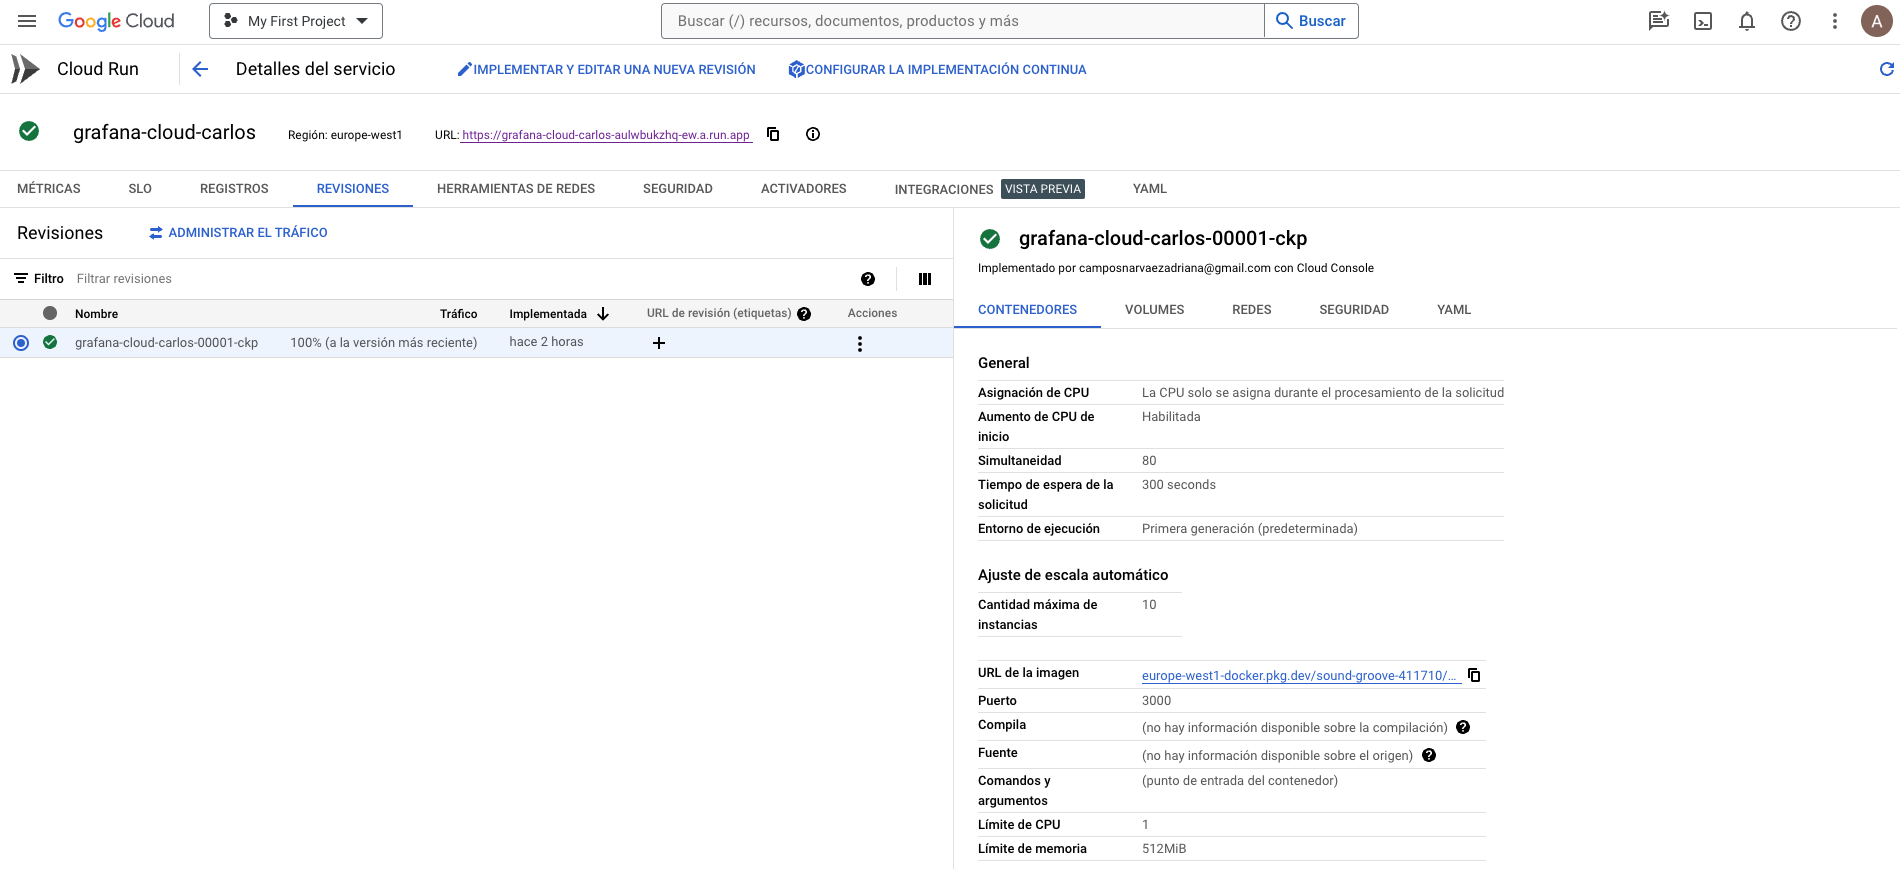 Google Cloud
My First Project
Buscar (/) recursos, documentos, productos y más
Buscar
A
Cloud Run
Detalles del servicio
IMPLEMENTAR Y EDITAR UNA NUEVA REVISIÓN
CONFIGURAR LA IMPLEMENTACIÓN CONTINUA
grafana-cloud-carlos
Región: europe-west1
URL: https://grafana-cloud-carlos-aulwbukzhq-ew.a.run.app
MÉTRICAS
SLO
REGISTROS
REVISIONES
HERRAMIENTAS DE REDES
SEGURIDAD
ACTIVADORES
INTEGRACIONES VISTA PREVIA
YAML
Revisiones
ADMINISTRAR EL TRÁFICO
Filtro Filtrar revisiones
Nombre Tráfico Implementada URL de revisión (etiquetas) Acciones
grafana-cloud-carlos-00001-ckp 100% (a la versión más reciente) hace 2 horas
grafana-cloud-carlos-00001-ckp
Implementado por camposnarvaezadriana@gmail.com con Cloud Console
CONTENEDORES
VOLUMES
REDES
SEGURIDAD
YAML
General
Asignación de CPU La CPU solo se asigna durante el procesamiento de la solicitud
Aumento de CPU de Habilitada
inicio
Simultaneidad 80
Tiempo de espera de la 300 seconds
solicitud
Entorno de ejecución Primera generación (predeterminada)
Ajuste de escala automático
Cantidad máxima de 10
instancias
URL de la imagen europe-west1-docker.pkg.dev/sound-groove-411710/...
Puerto 3000
Compila (no hay información disponible sobre la compilación)
Fuente (no hay información disponible sobre el origen)
Comandos y (punto de entrada del contenedor)
argumentos
Límite de CPU 1
Límite de memoria 512MiB